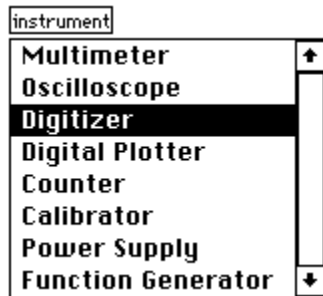 instrument
Multimeter
Oscilloscope
Digitizer
Digital Plotter
Counter
Calibrator
Power Supply
Function Generator